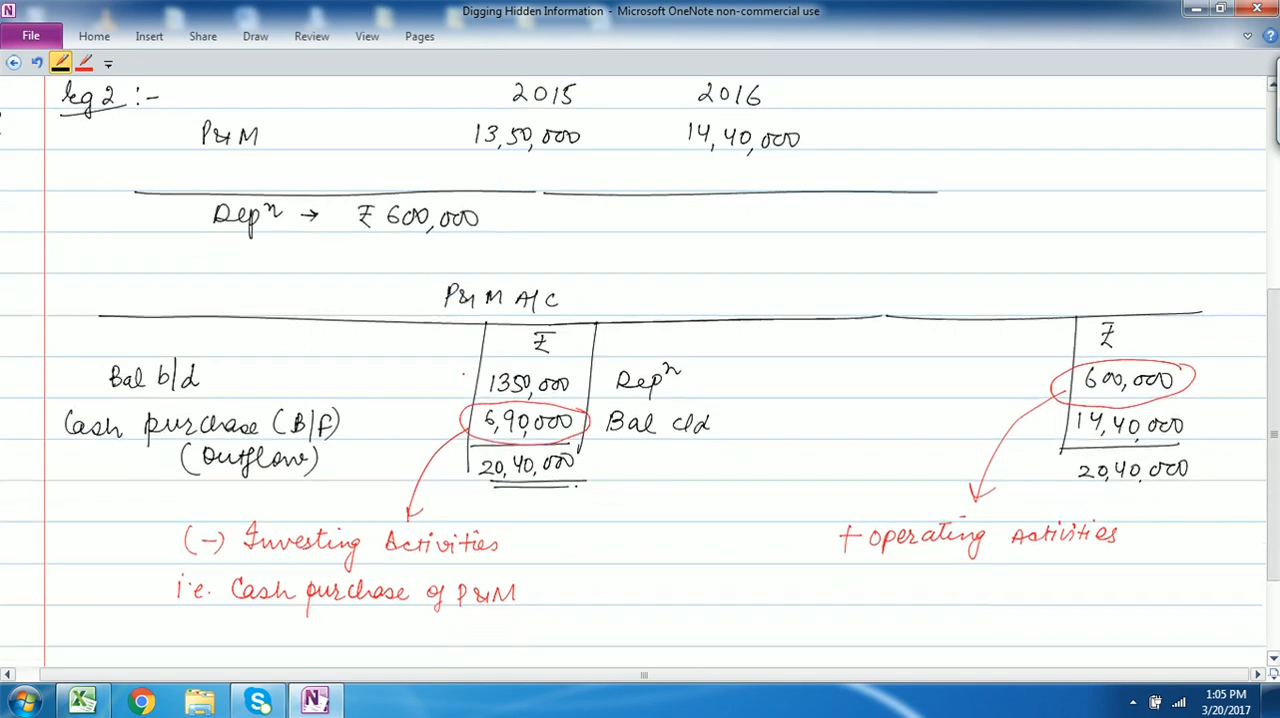 Digging Hidden Information - Microsoft OneNote non-commercial use
File Home Insert Share Draw Review View Pages
eg 2 :- 2015 2016
P&M 13,50,000 14,40,000
Depn → ₹ 600,000
P&M A/C
₹ ₹
Bal b/d 1350,000 Depn 600,000
Cash purchase (B/F) 6,90,000 Bal c/d 14,40,000
(Outflow) 20,40,000 20,40,000
(-) Investing Activities + operating Activities
i.e. Cash purchase of P&M
1:05 PM
3/20/2017